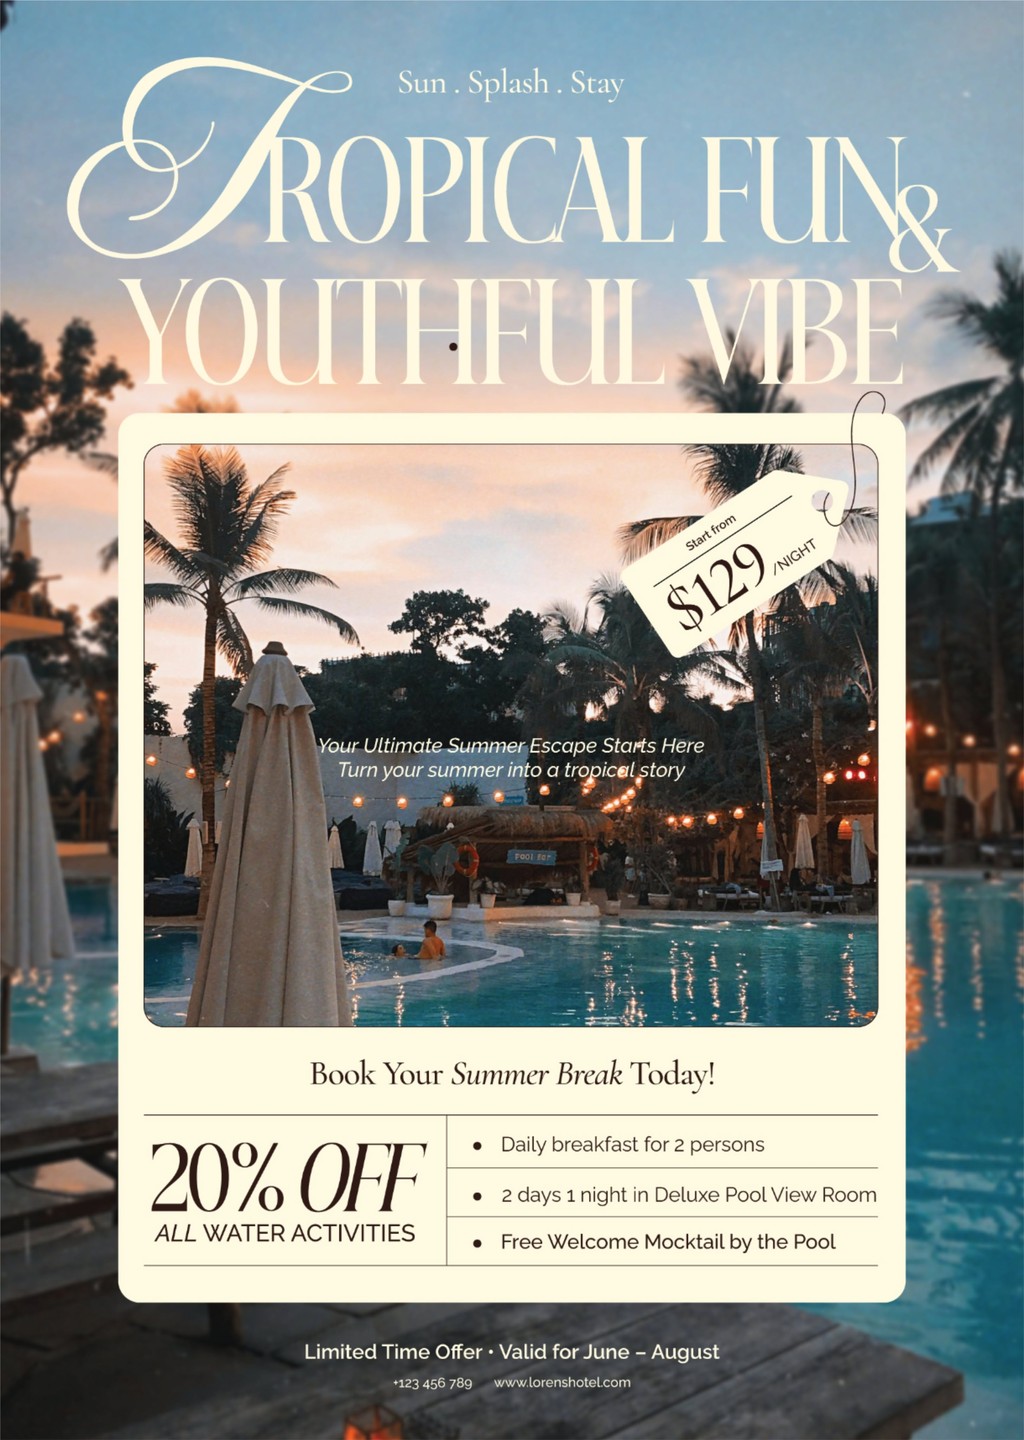 Sun . Splash . Stay
TROPICAL FUN &
YOUTHFUL VIBE
Start from
$129 /NIGHT
Your Ultimate Summer Escape Starts Here
Turn your summer into a tropical story
POOL BAR
Book Your Summer Break Today!
20% OFF
ALL WATER ACTIVITIES
• Daily breakfast for 2 persons
• 2 days 1 night in Deluxe Pool View Room
• Free Welcome Mocktail by the Pool
Limited Time Offer • Valid for June – August
+123 456 789 www.lorenshotel.com